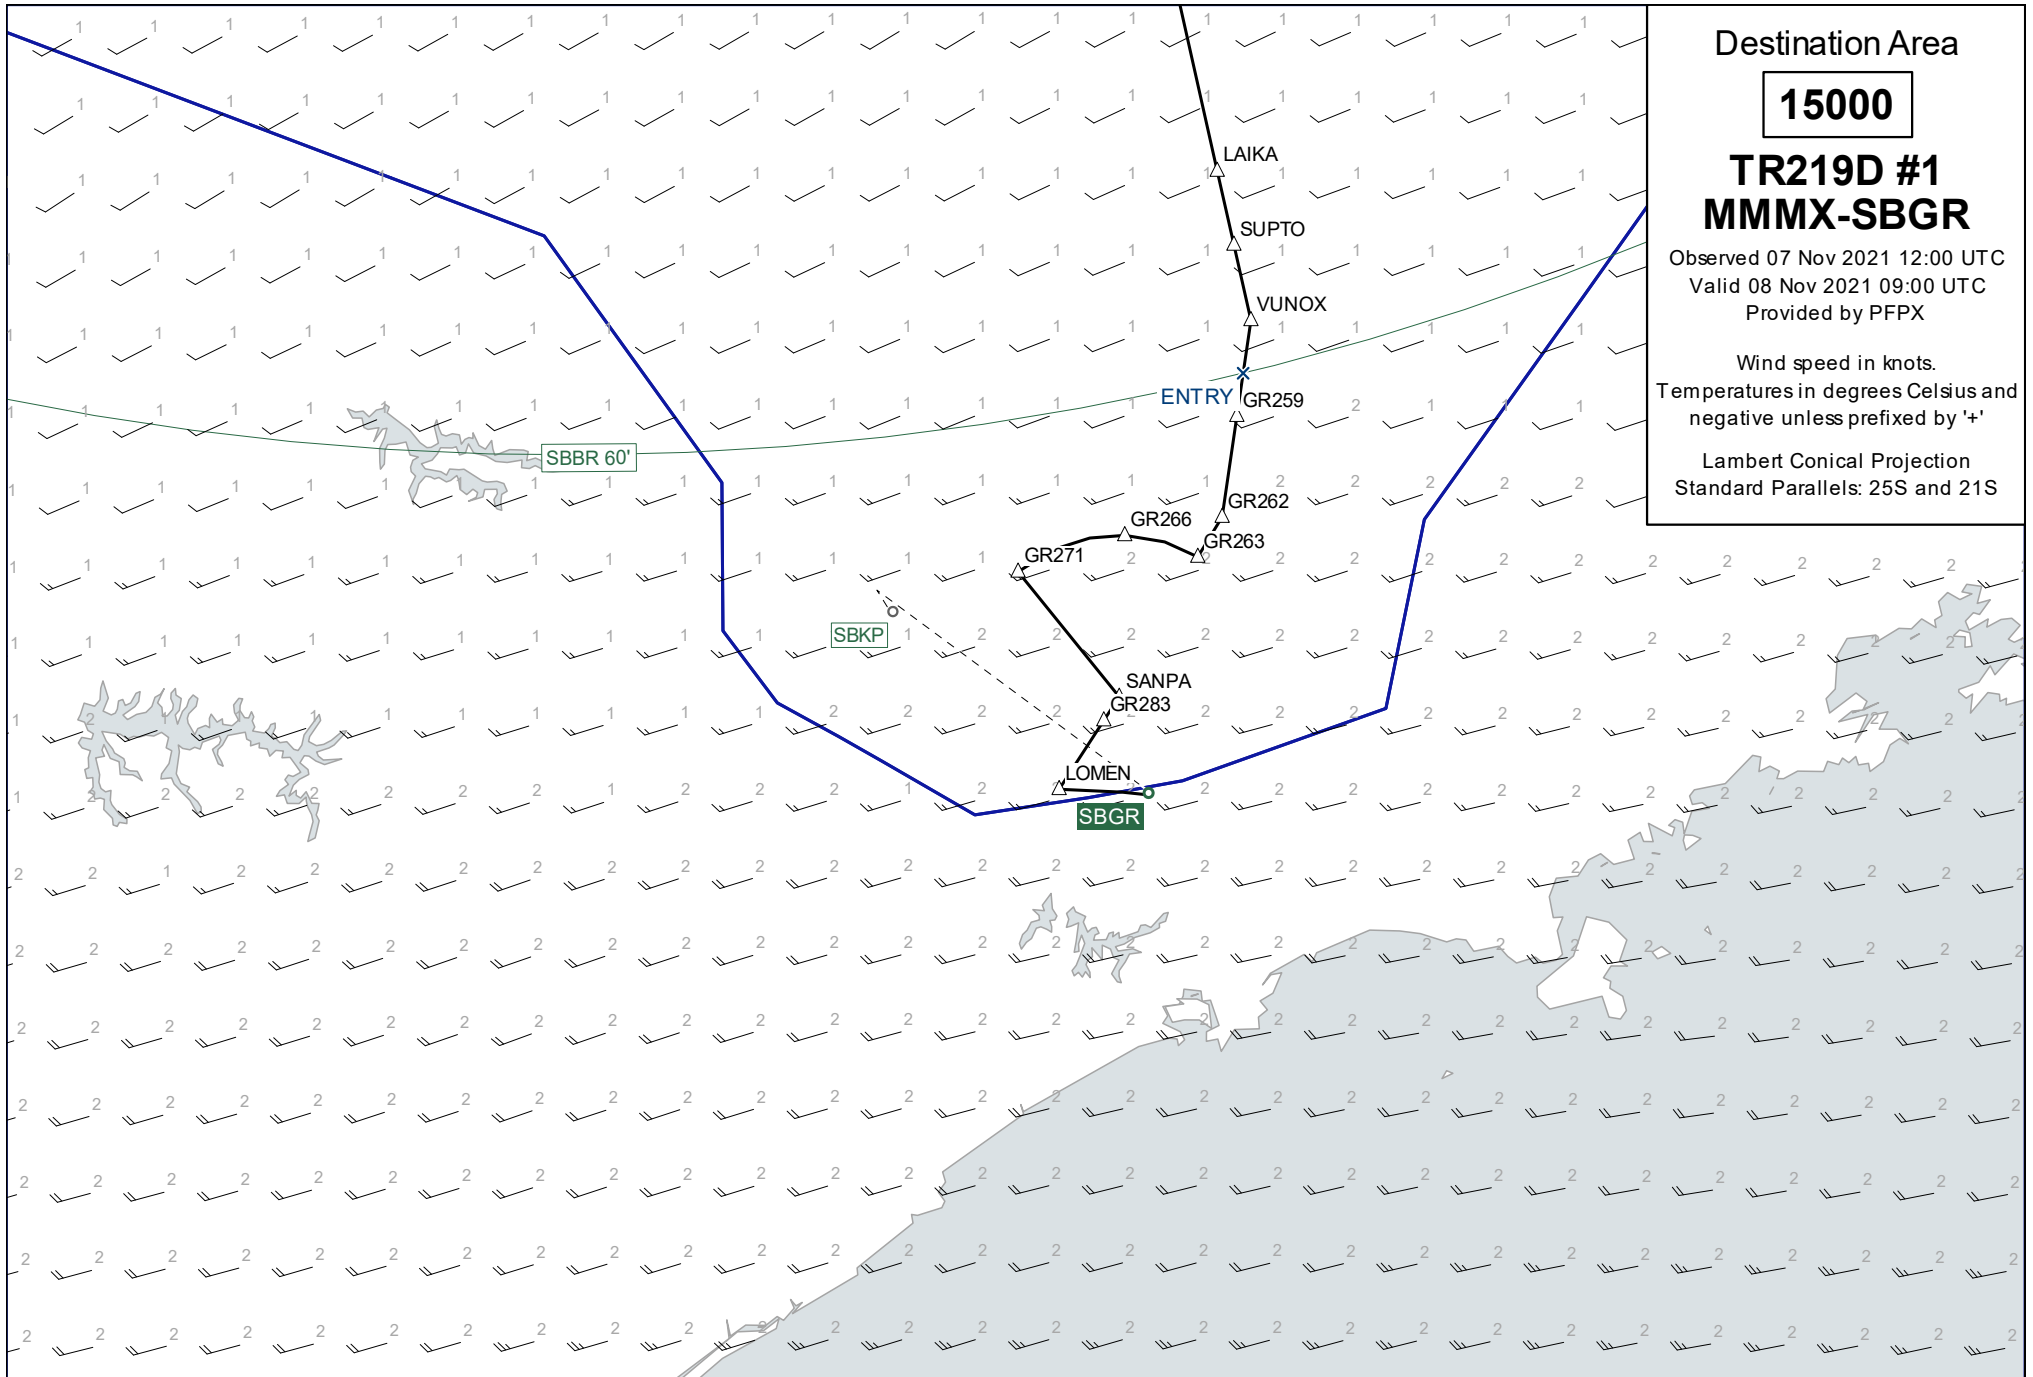 Destination Area
15000
TR219D #1
MMMX-SBGR
Observed 07 Nov 2021 12:00 UTC
Valid 08 Nov 2021 09:00 UTC
Provided by PFPX
Wind speed in knots.
Temperatures in degrees Celsius and
negative unless prefixed by '+'
Lambert Conical Projection
Standard Parallels: 25S and 21S
LAIKA
SUPTO
VUNOX
ENTRY
GR259
SBBR 60'
GR262
GR266
GR263
GR271
SBKP
SANPA
GR283
LOMEN
SBGR